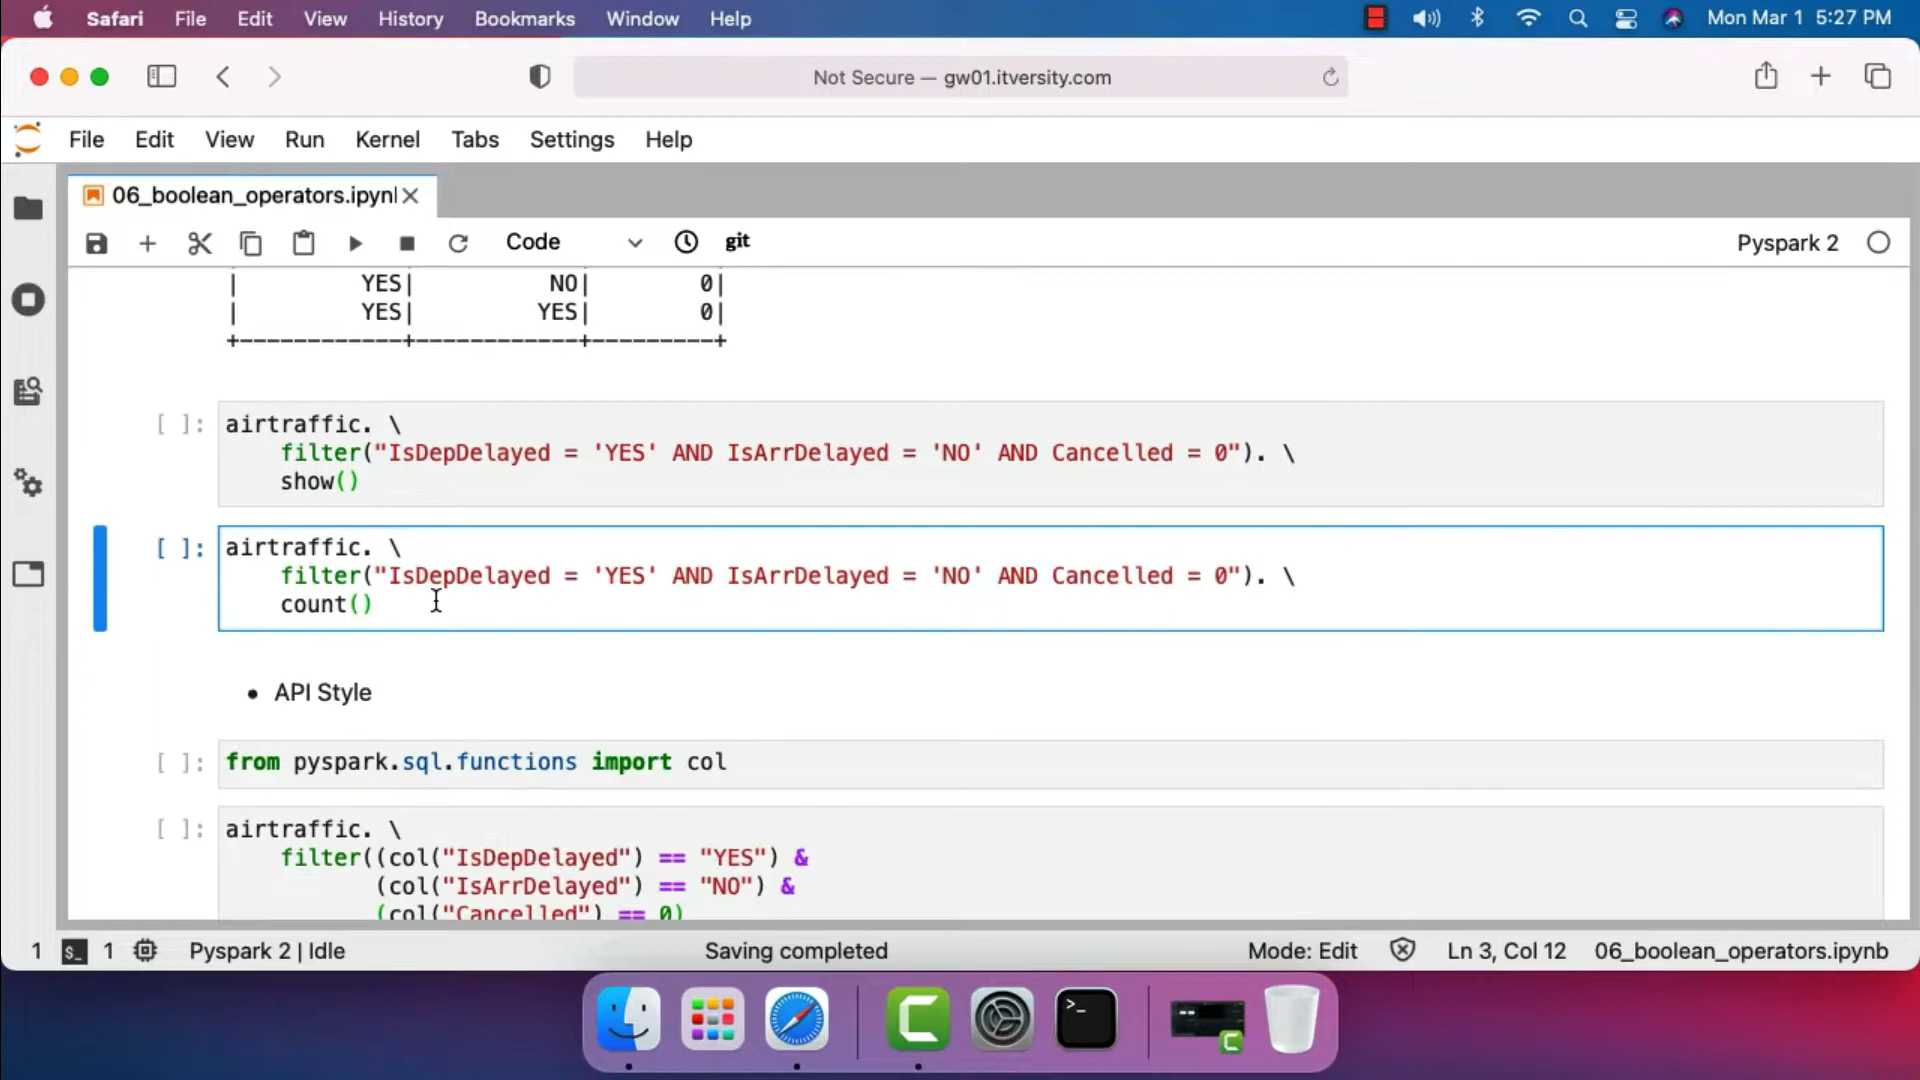 Safari File Edit View History Bookmarks Window Help Mon Mar 1 5:27 PM
Not Secure — gw01.itversity.com
File Edit View Run Kernel Tabs Settings Help
06_boolean_operators.ipynb
Code git Pyspark 2
| YES| NO| 0|
| YES| YES| 0|
+------------+------------+---------+
[ ]: airtraffic. \
filter("IsDepDelayed = 'YES' AND IsArrDelayed = 'NO' AND Cancelled = 0"). \
show()
[ ]: airtraffic. \
filter("IsDepDelayed = 'YES' AND IsArrDelayed = 'NO' AND Cancelled = 0"). \
count()
• API Style
[ ]: from pyspark.sql.functions import col
[ ]: airtraffic. \
filter((col("IsDepDelayed") == "YES") &
(col("IsArrDelayed") == "NO") &
(col("Cancelled") == 0)
1 $_ 1 Pyspark 2 | Idle Saving completed Mode: Edit Ln 3, Col 12 06_boolean_operators.ipynb
>_